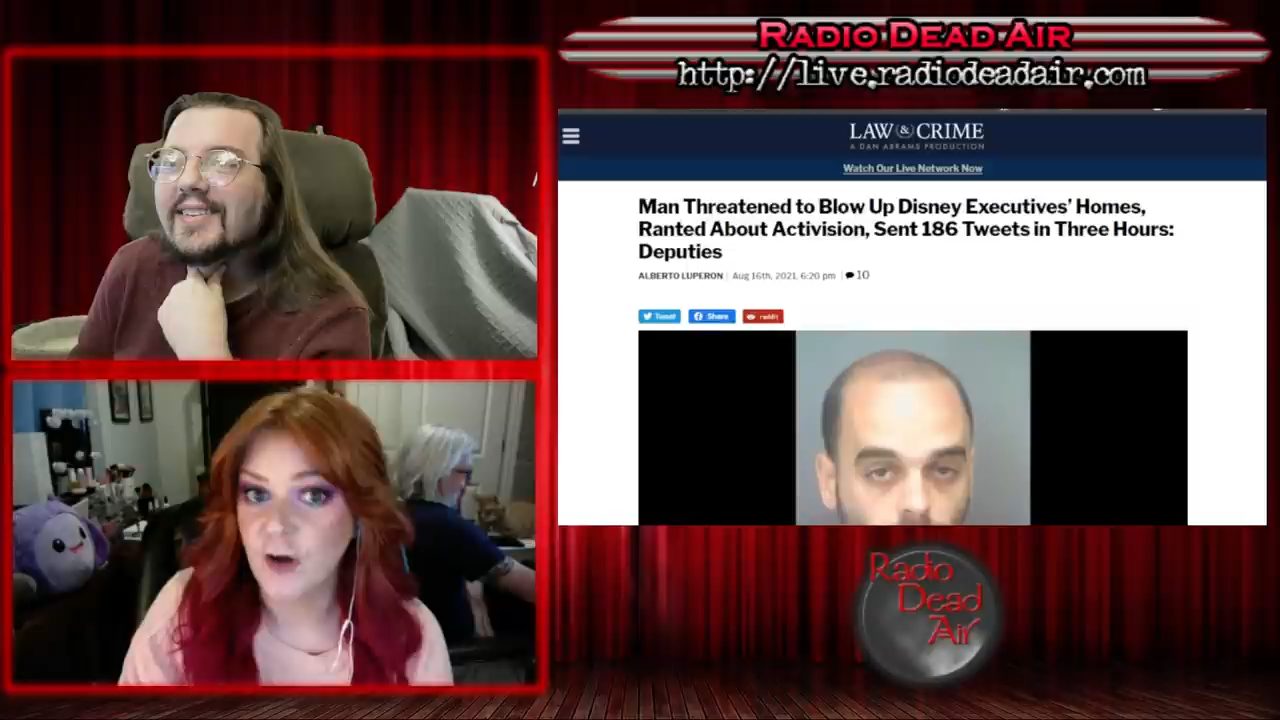 RADIO DEAD AIR
http://live.radiodeadair.com
LAW & CRIME
A DAN ABRAMS PRODUCTION
Watch Our Live Network Now
Man Threatened to Blow Up Disney Executives’ Homes,
Ranted About Activision, Sent 186 Tweets in Three Hours:
Deputies
ALBERTO LUPERON | Aug 16th, 2021, 6:20 pm | 10
Tweet Share reddit
Radio
Dead
Air